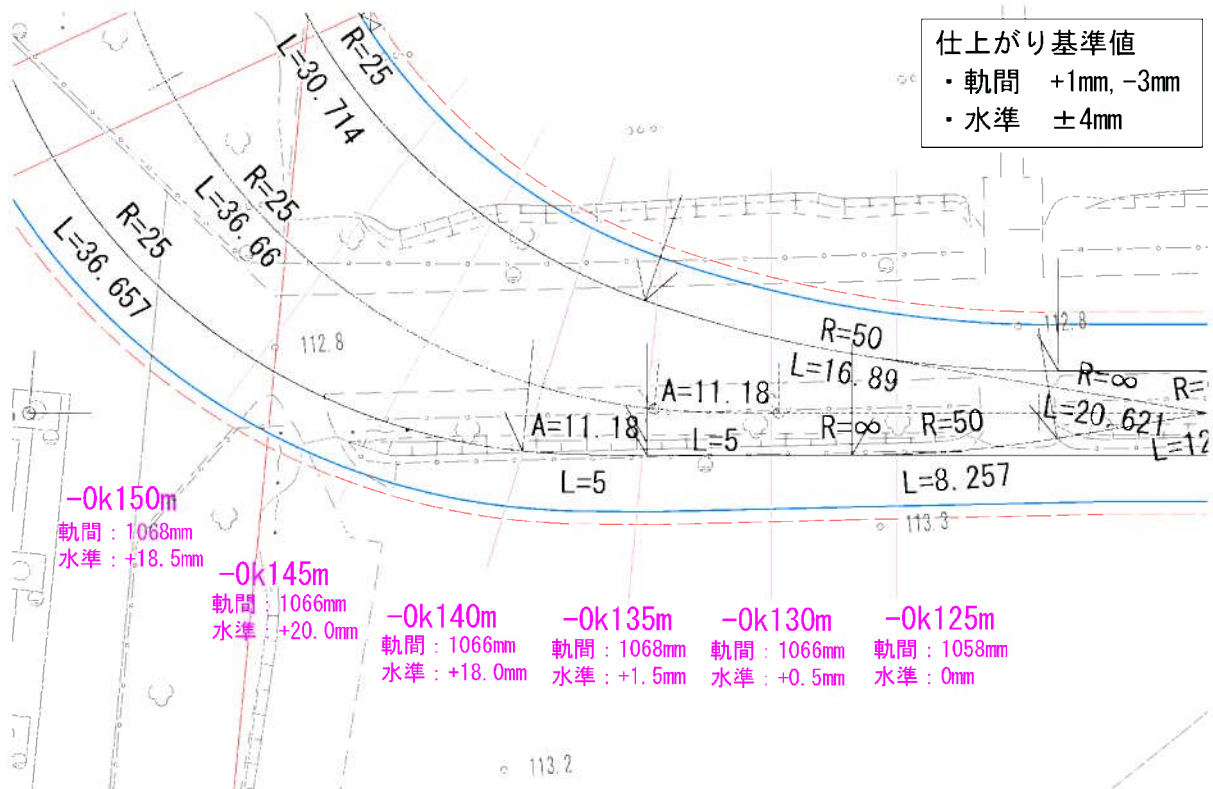 仕上がり基準値
・軌間 +1mm, -3mm
・水準 ±4mm
R=25
L=30.714
R=25
L=36.66
R=25
L=36.657
112.8
112.8
R=50
L=16.89
R=∞
R=
A=11.18
L=20.621
A=11.18
L=5
R=∞
R=50
L=12
L=5
L=8.257
113.3
-0k150m
軌間：1068mm
水準：+18.5mm
-0k145m
軌間：1066mm
水準：+20.0mm
-0k140m
軌間：1066mm
水準：+18.0mm
-0k135m
軌間：1068mm
水準：+1.5mm
-0k130m
軌間：1066mm
水準：+0.5mm
-0k125m
軌間：1058mm
水準：0mm
113.2